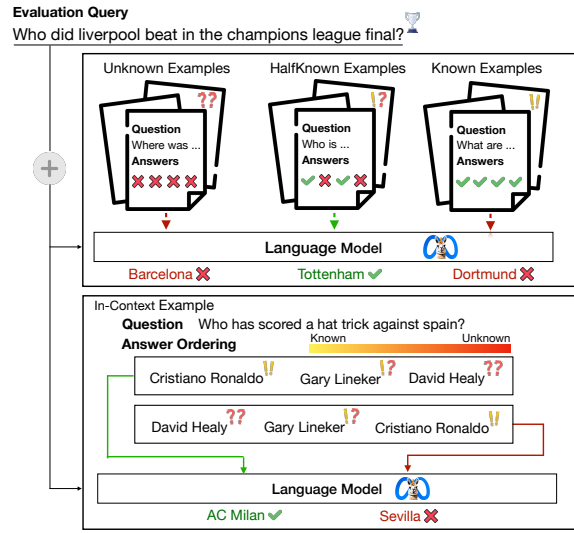 Evaluation Query
Who did liverpool beat in the champions league final?
Unknown Examples HalfKnown Examples Known Examples
?? !? !!
Question Question Question
Where was ... Who is ... What are ...
Answers Answers Answers
Language Model
Barcelona Tottenham Dortmund
In-Context Example
Question Who has scored a hat trick against spain?
Answer Ordering Known Unknown
Cristiano Ronaldo!! Gary Lineker!? David Healy??
David Healy?? Gary Lineker!? Cristiano Ronaldo!!
Language Model
AC Milan Sevilla